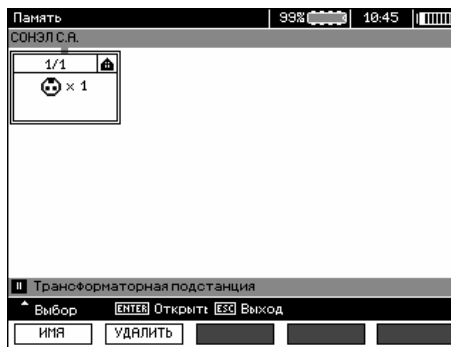 Память 99% 10:45
СОНЭЛ С.А.
1/1
× 1
Трансформаторная подстанция
Выбор ENTER Открыть ESC Выход
ИМЯ УДАЛИТЬ